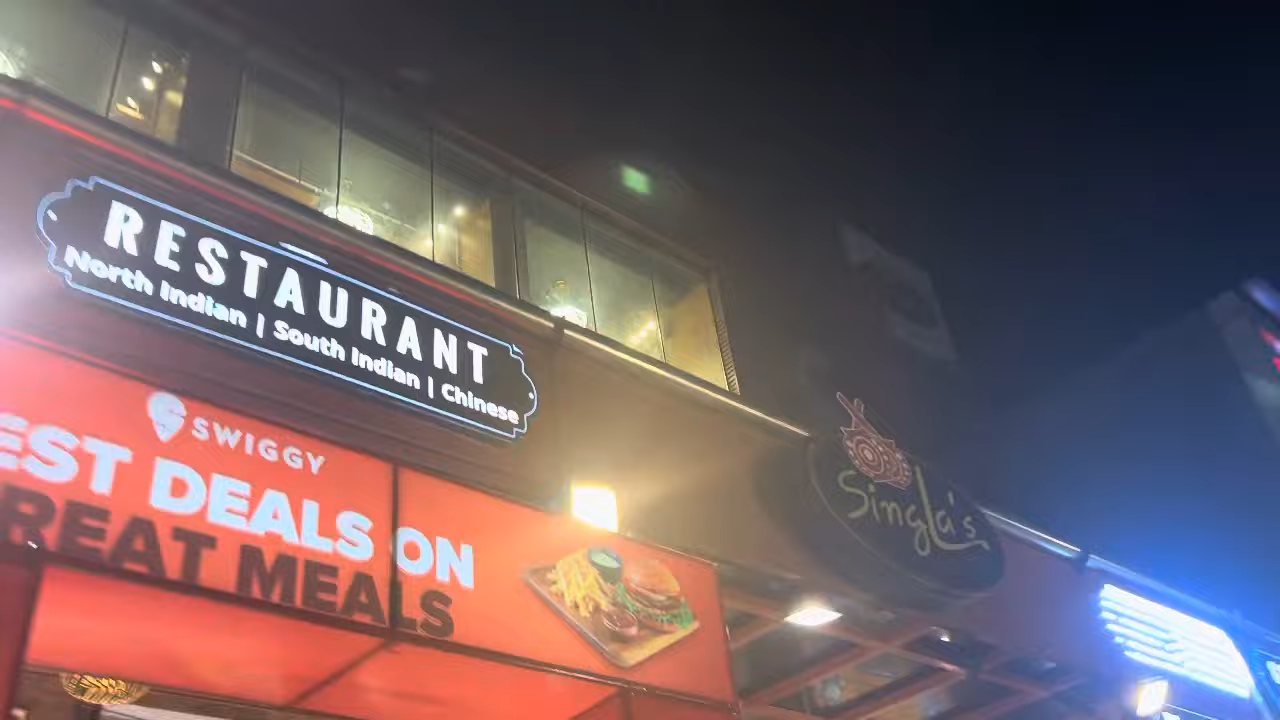 RESTAURANT
North Indian | South Indian | Chinese
SWIGGY
EST DEALS ON
REAT MEALS
Singla's